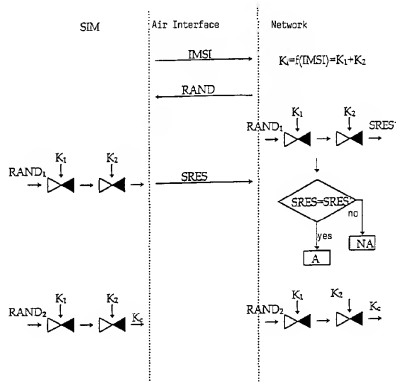 SIM Air Interface Network
IMSI
Ki=f(IMSI)=K1+K2
RAND
K1 K2
RAND1 SRES'
K1 K2
RAND1
SRES
SRES=SRES'
no
yes
A NA
K1 K2
RAND2 Kc
K1 K2
RAND2 Kc